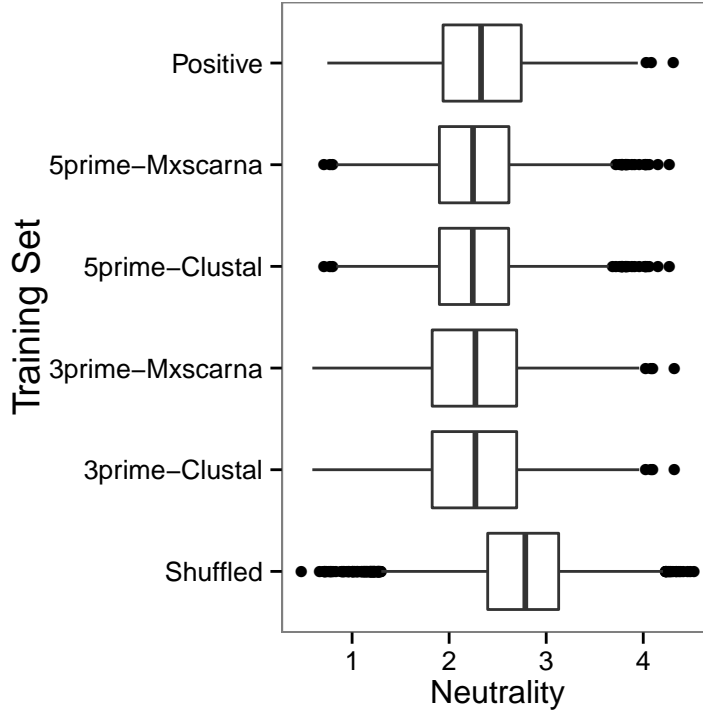 Training Set
Positive
5prime−Mxscarna
5prime−Clustal
3prime−Mxscarna
3prime−Clustal
Shuffled
1 2 3 4
Neutrality